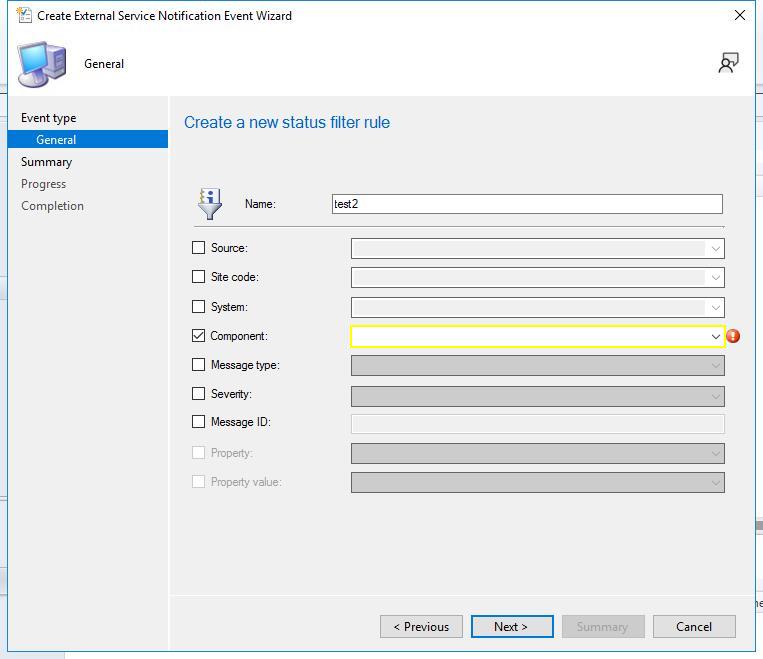 Create External Service Notification Event Wizard
General
Event type
General
Summary
Progress
Completion
Create a new status filter rule
Name: test2
Source:
Site code:
System:
Component:
Message type:
Severity:
Message ID:
Property:
Property value:
< Previous Next > Summary Cancel